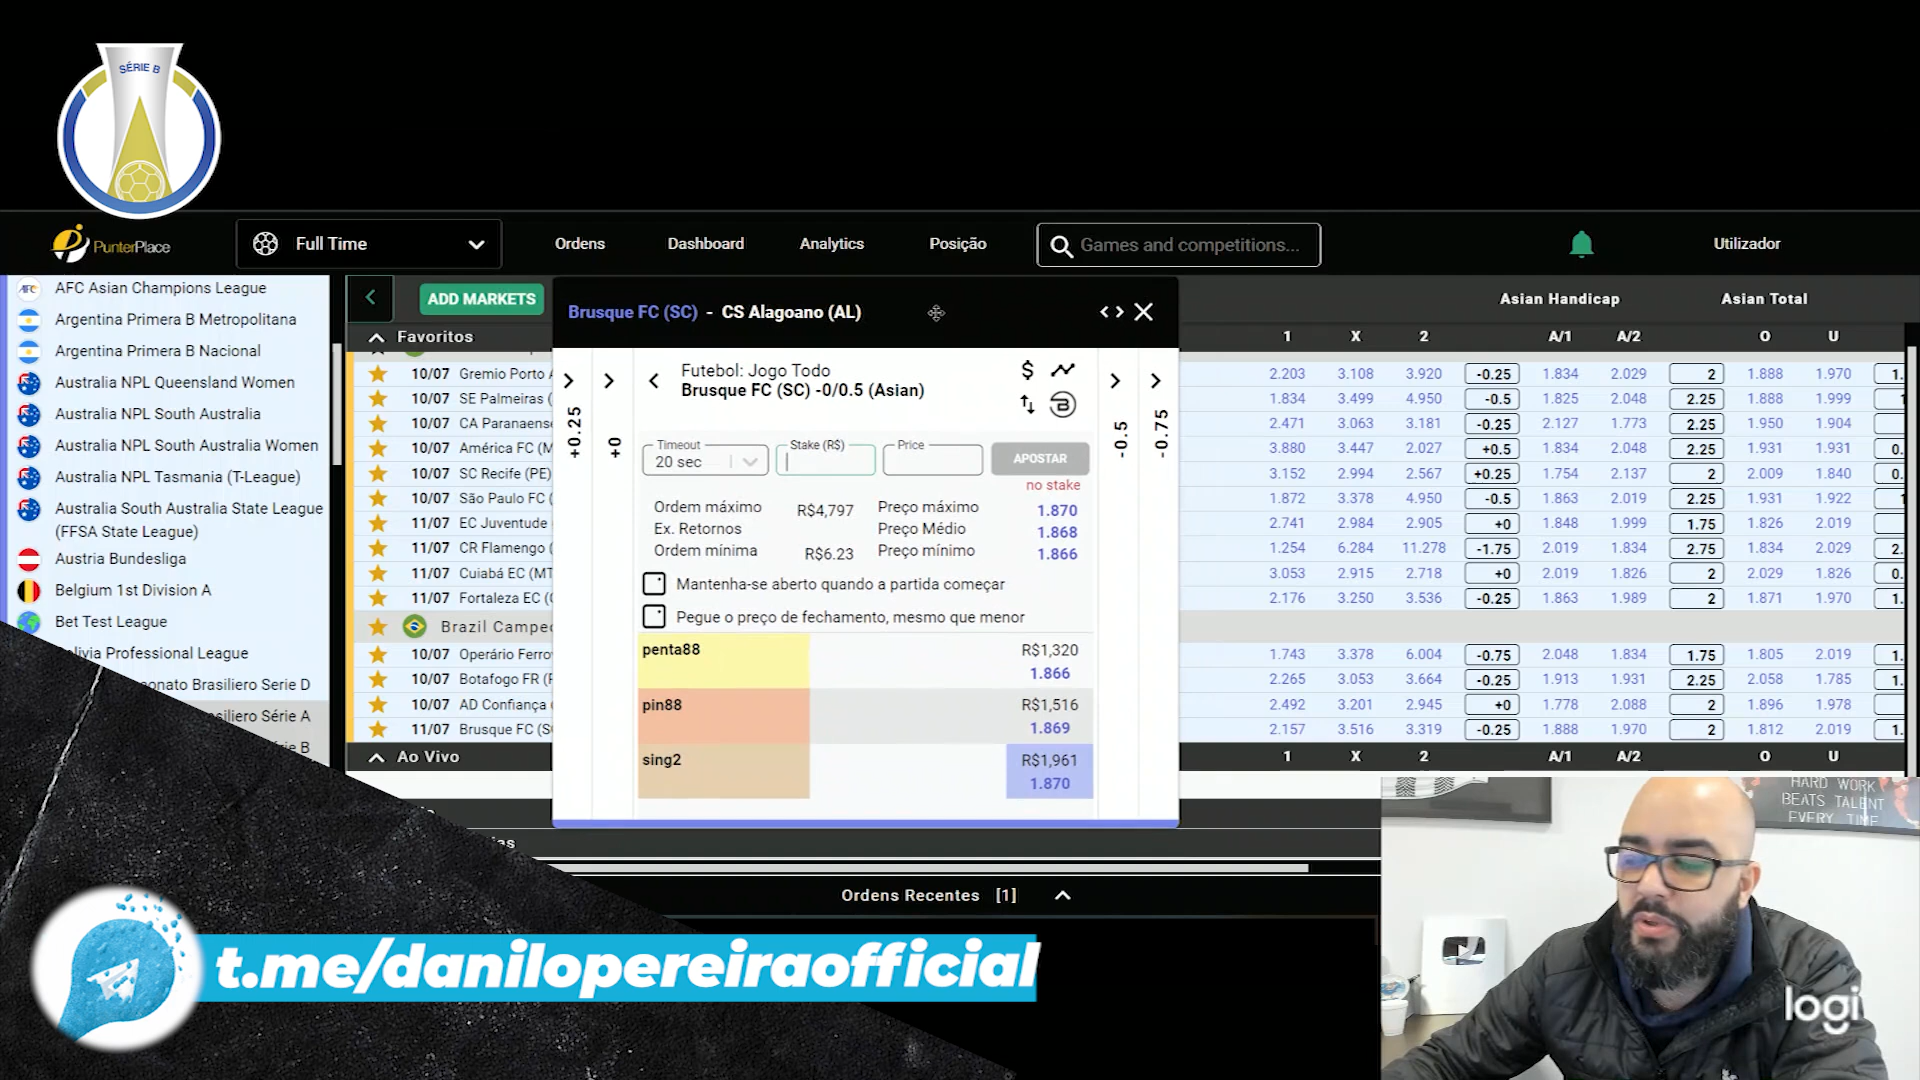 SÉRIE B
PunterPlace
Full Time
Ordens
Dashboard
Analytics
Posição
Games and competitions...
Utilizador
AFC Asian Champions League
Argentina Primera B Metropolitana
Argentina Primera B Nacional
Australia NPL Queensland Women
Australia NPL South Australia
Australia NPL South Australia Women
Australia NPL Tasmania (T-League)
Australia South Australia State League
(FFSA State League)
Austria Bundesliga
Belgium 1st Division A
Bet Test League
livia Professional League
onato Brasiliero Serie D
siliero Série A
ADD MARKETS
Asian Handicap
Asian Total
Favoritos
1 X 2 A/1 A/2 O U
10/07 Gremio Porto A 2.203 3.108 3.920 -0.25 1.834 2.029 2 1.888 1.970 1.
10/07 SE Palmeiras ( 1.834 3.499 4.950 -0.5 1.825 2.048 2.25 1.888 1.999
10/07 CA Paranaens 2.471 3.063 3.181 -0.25 2.127 1.773 2.25 1.950 1.904
10/07 América FC (M 3.880 3.447 2.027 +0.5 1.834 2.048 2.25 1.931 1.931 0.
10/07 SC Recife (PE) 3.152 2.994 2.567 +0.25 1.754 2.137 2 2.009 1.840 0.
10/07 São Paulo FC ( 1.872 3.378 4.950 -0.5 1.863 2.019 2.25 1.931 1.922
11/07 EC Juventude 2.741 2.984 2.905 +0 1.848 1.999 1.75 1.826 2.019
11/07 CR Flamengo ( 1.254 6.284 11.278 -1.75 2.019 1.834 2.75 1.834 2.029 2.
11/07 Cuiabá EC (MT 3.053 2.915 2.718 +0 2.019 1.826 2 2.029 1.826 0.
11/07 Fortaleza EC (C 2.176 3.250 3.536 -0.25 1.863 1.989 2 1.871 1.970 1.
Brazil Campe
10/07 Operário Ferro 1.743 3.378 6.004 -0.75 2.048 1.834 1.75 1.805 2.019 1.
10/07 Botafogo FR (F 2.265 3.053 3.664 -0.25 1.913 1.931 2.25 2.058 1.785
10/07 AD Confiança 2.492 3.201 2.945 +0 1.778 2.088 2 1.896 1.978
11/07 Brusque FC (SC 2.157 3.516 3.319 -0.25 1.888 1.970 2 1.812 2.019 1.
Ao Vivo 1 X 2 A/1 A/2 O U
Brusque FC (SC) - CS Alagoano (AL)
+0.25
+0
Futebol: Jogo Todo
Brusque FC (SC) -0/0.5 (Asian)
-0.5
-0.75
Timeout
20 sec
Stake (R$)
Price
APOSTAR
no stake
Ordem máximo R$4,797 Preço máximo 1.870
Ex. Retornos Preço Médio 1.868
Ordem mínima R$6.23 Preço mínimo 1.866
Mantenha-se aberto quando a partida começar
Pegue o preço de fechamento, mesmo que menor
penta88 R$1,320
1.866
pin88 R$1,516
1.869
sing2 R$1,961
1.870
Ordens Recentes [1]
t.me/danilopereiraofficial
HARD WORK
BEATS TALENT
EVERY TIME
logi